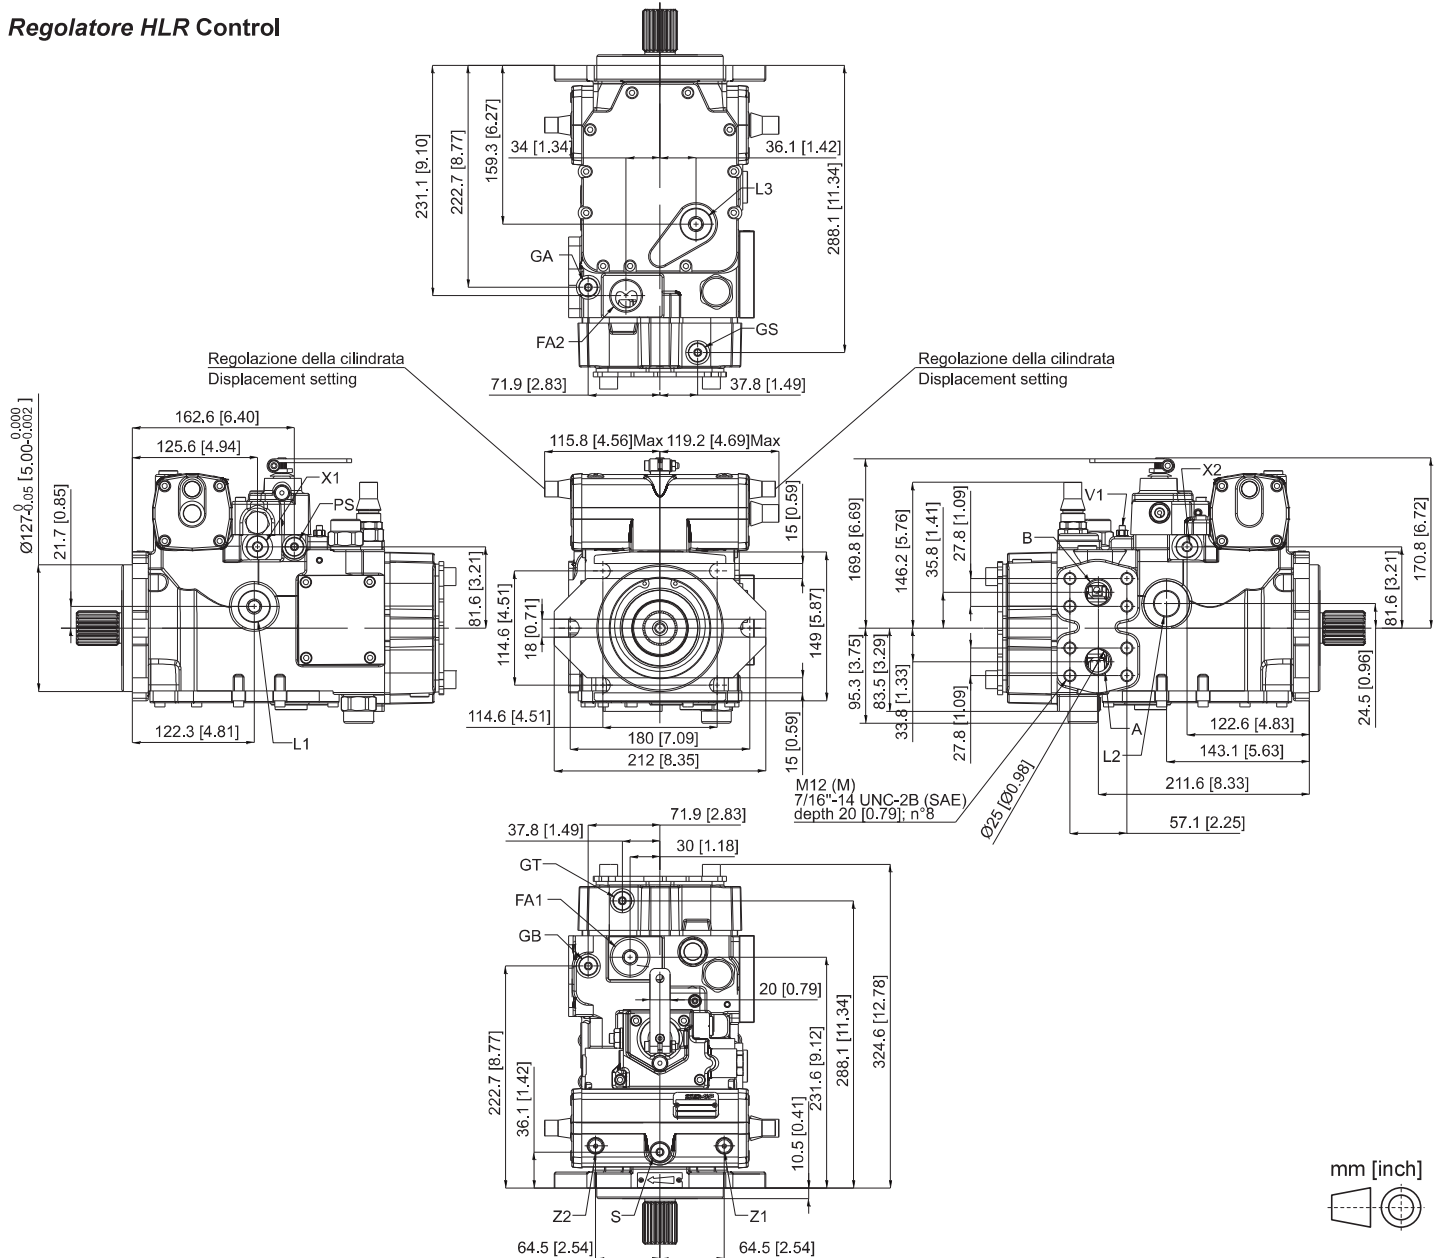 Regolatore HLR Control
231.1 [9.10]
222.7 [8.77]
159.3 [6.27]
34 [1.34]
36.1 [1.42]
288.1 [11.34]
L3
GA
FA2
GS
71.9 [2.83]
37.8 [1.49]
Regolazione della cilindrata
Displacement setting
Regolazione della cilindrata
Displacement setting
162.6 [6.40]
125.6 [4.94]
Ø127 0 -0.05 [5.00 0.000 -0.002 ]
21.7 [0.85]
X1
PS
81.6 [3.21]
122.3 [4.81]
L1
115.8 [4.56]Max
119.2 [4.69]Max
15 [0.59]
114.6 [4.51]
18 [0.71]
149 [5.87]
114.6 [4.51]
180 [7.09]
212 [8.35]
15 [0.59]
169.8 [6.69]
146.2 [5.76]
35.8 [1.41]
27.8 [1.09]
B
V1
X2
170.8 [6.72]
81.6 [3.21]
95.3 [3.75]
83.5 [3.29]
33.8 [1.33]
27.8 [1.09]
24.5 [0.96]
A
L2
122.6 [4.83]
143.1 [5.63]
211.6 [8.33]
57.1 [2.25]
Ø25 [Ø0.98]
M12 (M)
7/16"-14 UNC-2B (SAE)
depth 20 [0.79]; n°8
71.9 [2.83]
37.8 [1.49]
30 [1.18]
GT
FA1
GB
20 [0.79]
222.7 [8.77]
36.1 [1.42]
10.5 [0.41]
231.6 [9.12]
288.1 [11.34]
324.6 [12.78]
Z2
S
Z1
64.5 [2.54]
64.5 [2.54]
mm [inch]